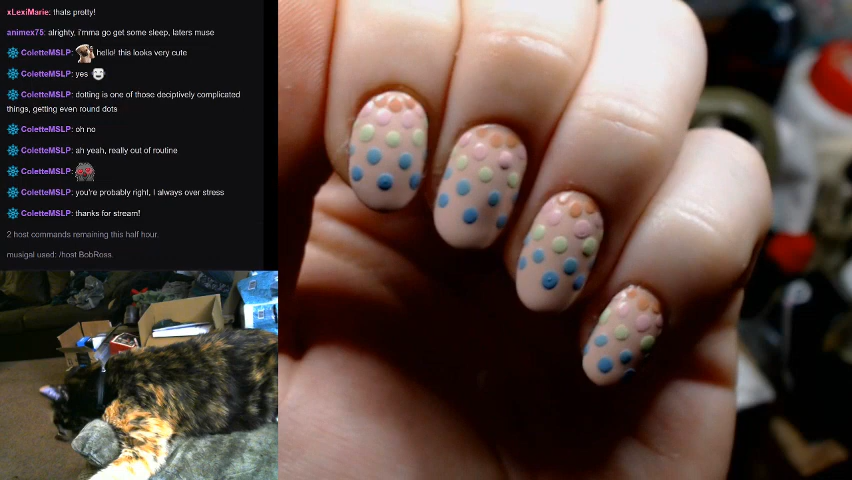 xLexiMarie: thats pretty!
animex75: alrighty, i'mma go get some sleep, laters muse
ColetteMSLP: hello! this looks very cute
ColetteMSLP: yes
ColetteMSLP: dotting is one of those deciptively complicated
things, getting even round dots
ColetteMSLP: oh no
ColetteMSLP: ah yeah, really out of routine
ColetteMSLP:
ColetteMSLP: you're probably right, I always over stress
ColetteMSLP: thanks for stream!
2 host commands remaining this half hour.
musigal used: /host BobRoss.